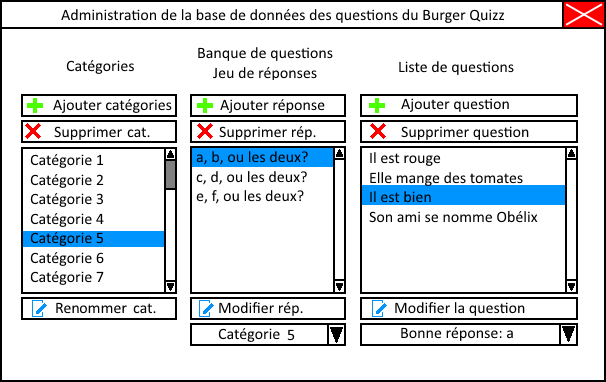 Administration de la base de données des questions du Burger Quizz
Catégories
Ajouter catégories
Supprimer cat.
Catégorie 1
Catégorie 2
Catégorie 3
Catégorie 4
Catégorie 5
Catégorie 6
Catégorie 7
Renommer cat.
Banque de questions
Jeu de réponses
Ajouter réponse
Supprimer rép.
a, b, ou les deux?
c, d, ou les deux?
e, f, ou les deux?
Modifier rép.
Catégorie 5
Liste de questions
Ajouter question
Supprimer question
Il est rouge
Elle mange des tomates
Il est bien
Son ami se nomme Obélix
Modifier la question
Bonne réponse: a